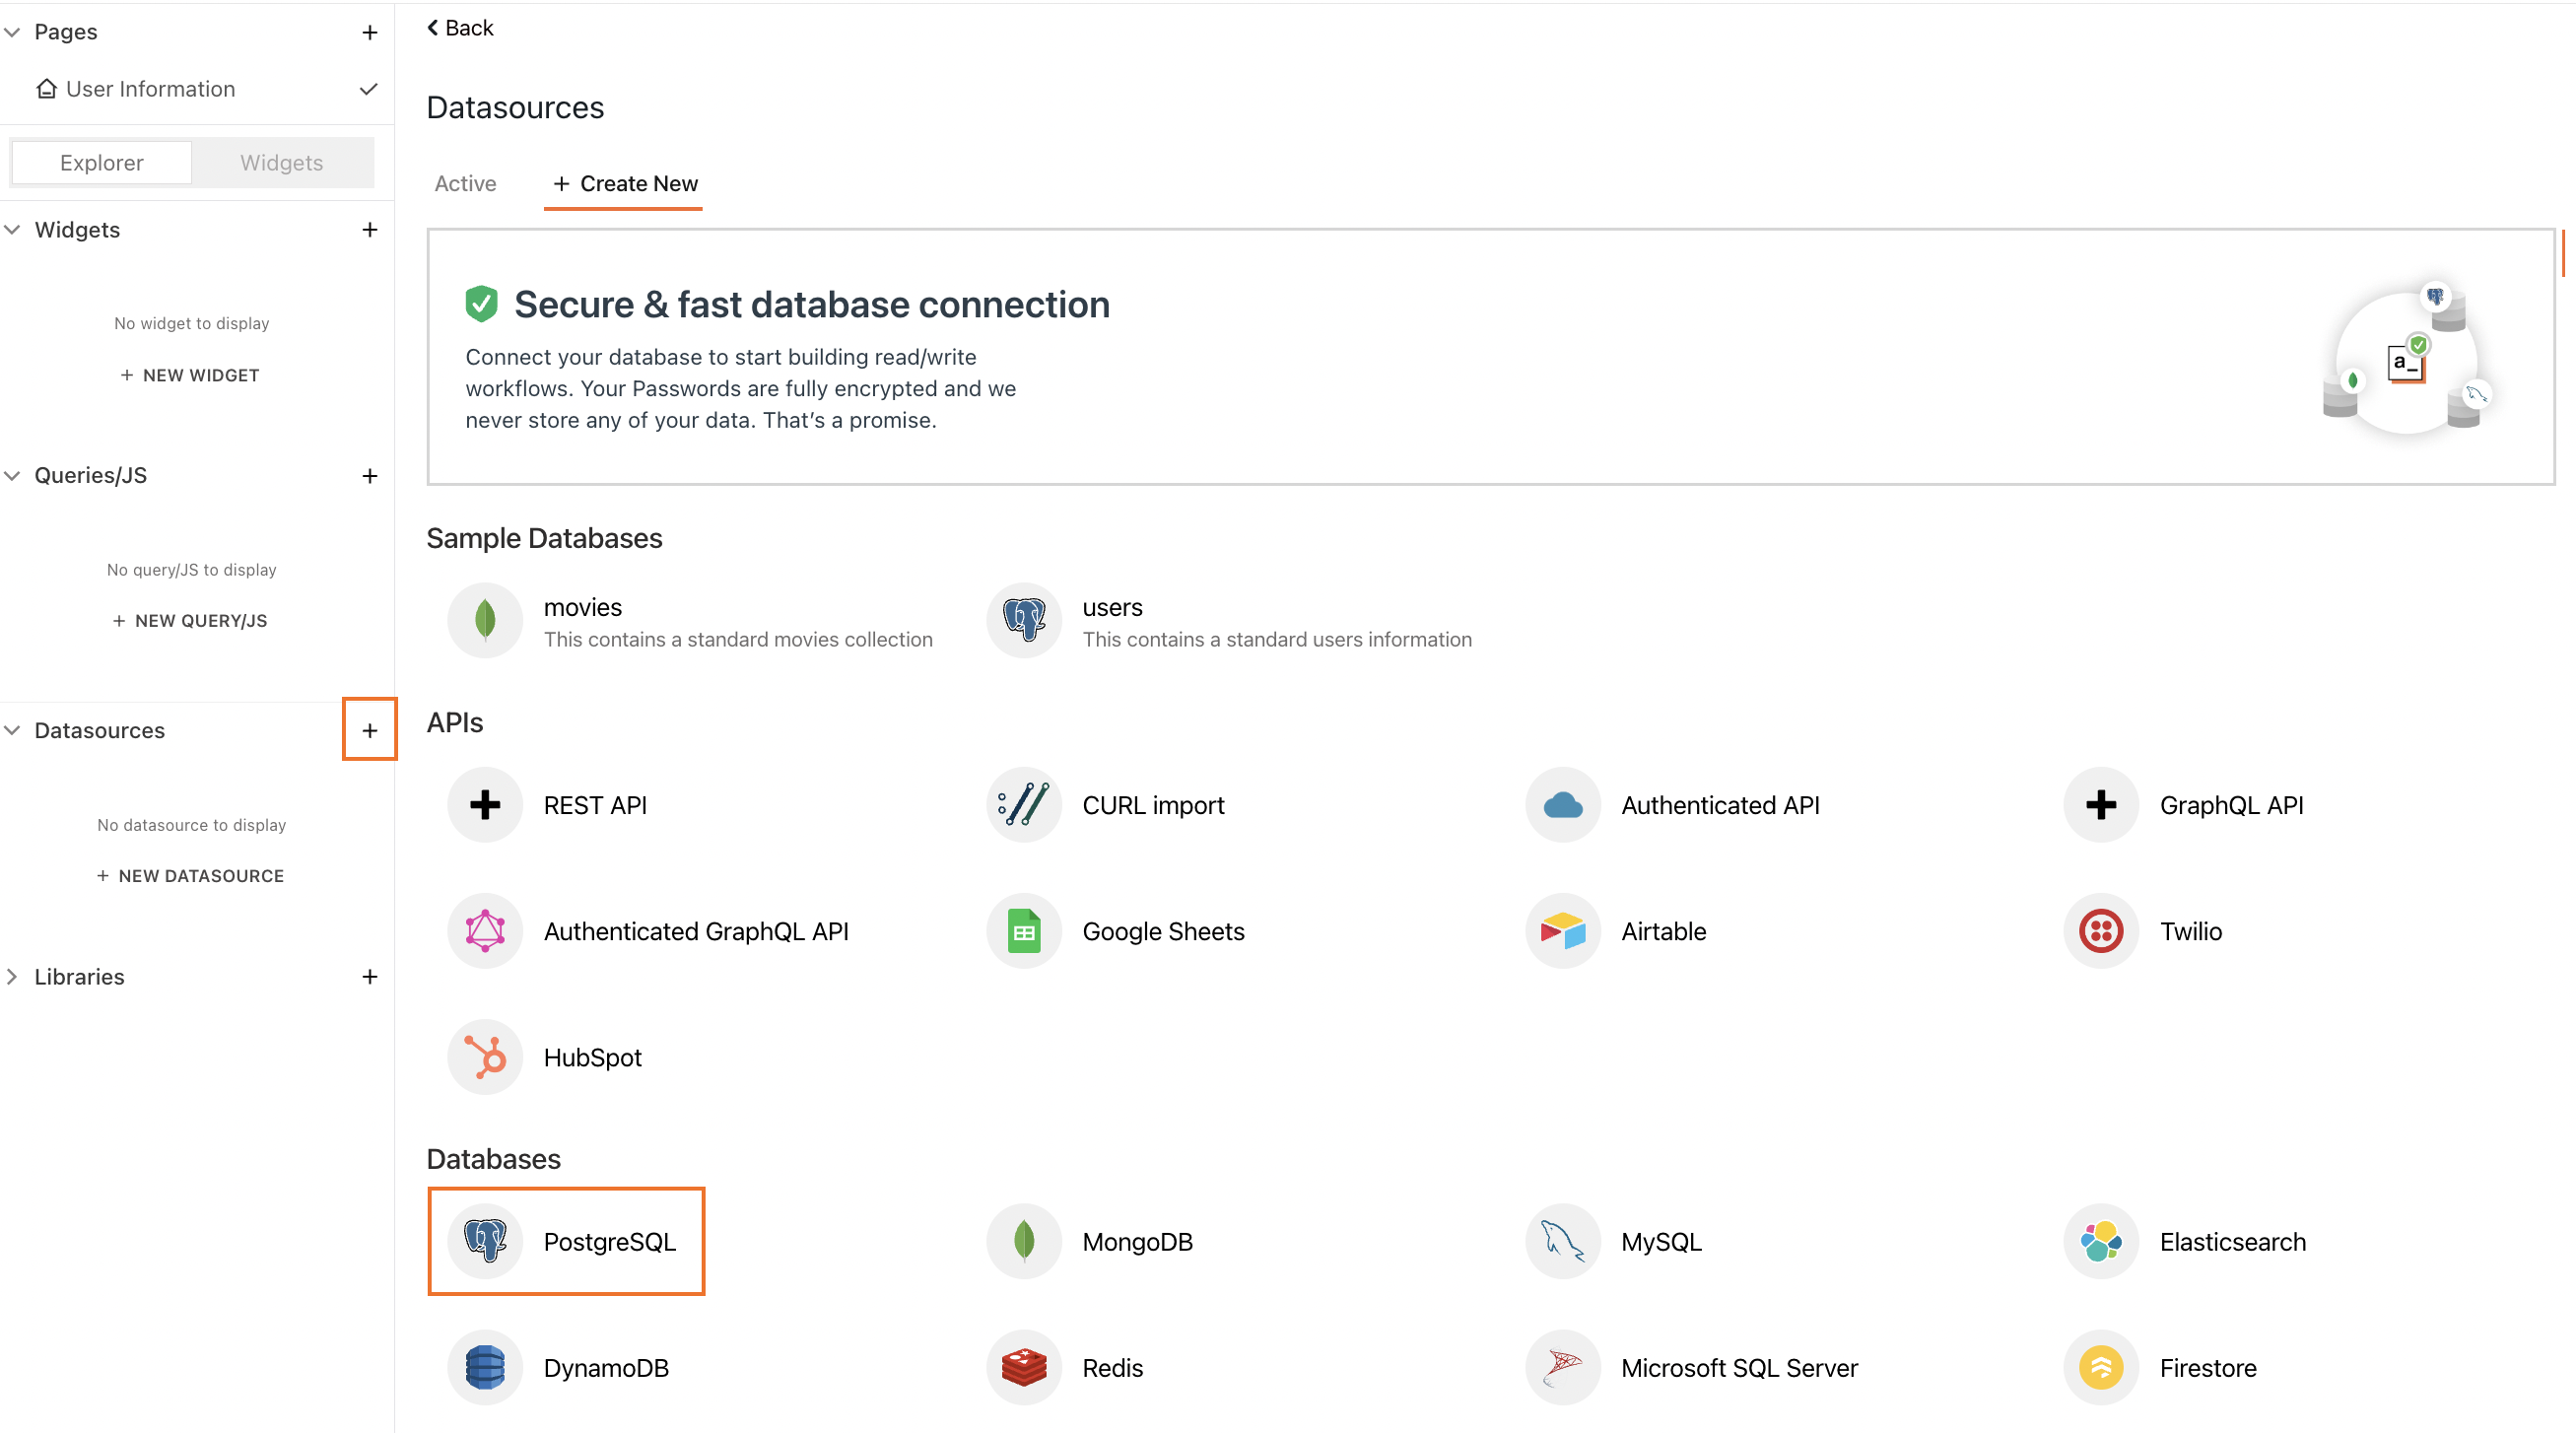 Pages
User Information
Explorer
Widgets
Widgets
No widget to display
NEW WIDGET
Queries/JS
No query/JS to display
NEW QUERY/JS
Datasources
No datasource to display
NEW DATASOURCE
Libraries
Back
Datasources
Active
Create New
Secure & fast database connection
Connect your database to start building read/write
workflows. Your Passwords are fully encrypted and we
never store any of your data. That's a promise.
a_
Sample Databases
movies
This contains a standard movies collection
users
This contains a standard users information
APIs
REST API
CURL import
Authenticated API
GraphQL API
Authenticated GraphQL API
Google Sheets
Airtable
Twilio
HubSpot
Databases
PostgreSQL
MongoDB
MySQL
Elasticsearch
DynamoDB
Redis
Microsoft SQL Server
Firestore